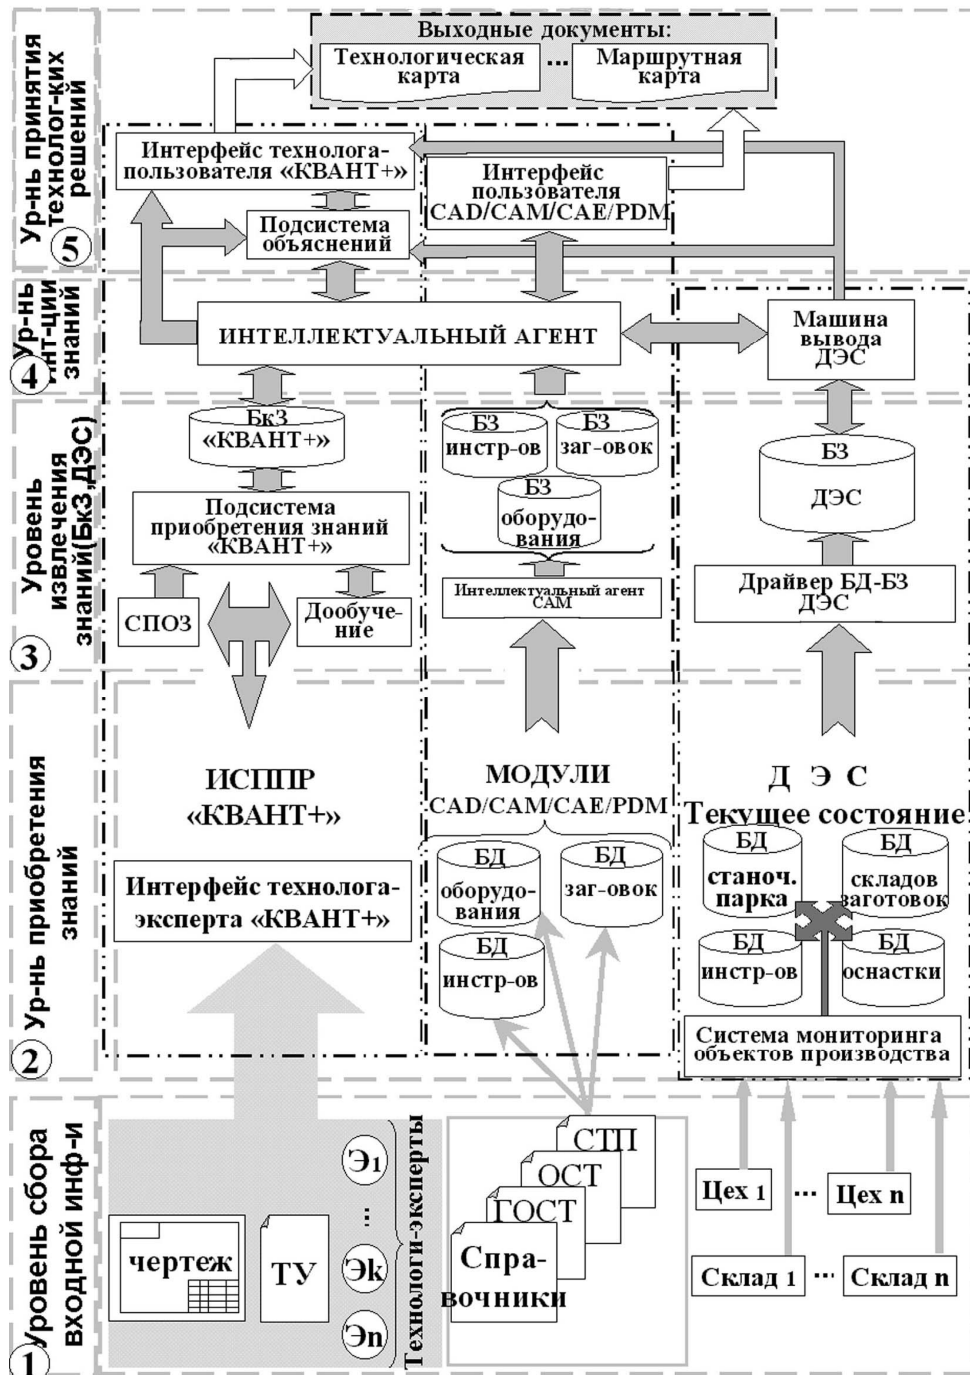 Выходные документы:
Технологическая
карта
...
Маршрутная
карта
Ур-нь принятия
технолог-ких
решений
5
Интерфейс технолога-
пользователя «КВАНТ+»
Интерфейс
пользователя
CAD/CAM/CAE/PDM
Подсистема
объяснений
Ур-нь
инт-ции
знаний
4
ИНТЕЛЛЕКТУАЛЬНЫЙ АГЕНТ
Машина
вывода
ДЭС
Уровень
извлечения
знаний(БкЗ,ДЭС)
3
БкЗ
«КВАНТ+»
БЗ
инстр-ов
БЗ
заг-овок
БЗ
оборудо-
вания
БЗ
ДЭС
Подсистема
приобретения знаний
«КВАНТ+»
Интеллектуальный агент
САМ
Драйвер БД-БЗ
ДЭС
СПОЗ
Дообуче-
ние
Ур-нь приобретения
знаний
2
ИСППР
«КВАНТ+»
Интерфейс технолога-
эксперта «КВАНТ+»
МОДУЛИ
CAD/CAM/CAE/PDM
БД
оборудо-
вания
БД
заг-овок
БД
инстр-ов
Д Э С
Текущее состояние
БД
станоч.
парка
БД
складов
заготовок
БД
инстр-ов
БД
оснастки
Система мониторинга
объектов производства
Уровень сбора
входной инф-и
1
чертеж
ТУ
Э1
...
Эk
Эn
Технологи-эксперты
СТП
ОСТ
ГОСТ
Спра-
вочники
Цех 1
...
Цех n
Склад 1
...
Склад n